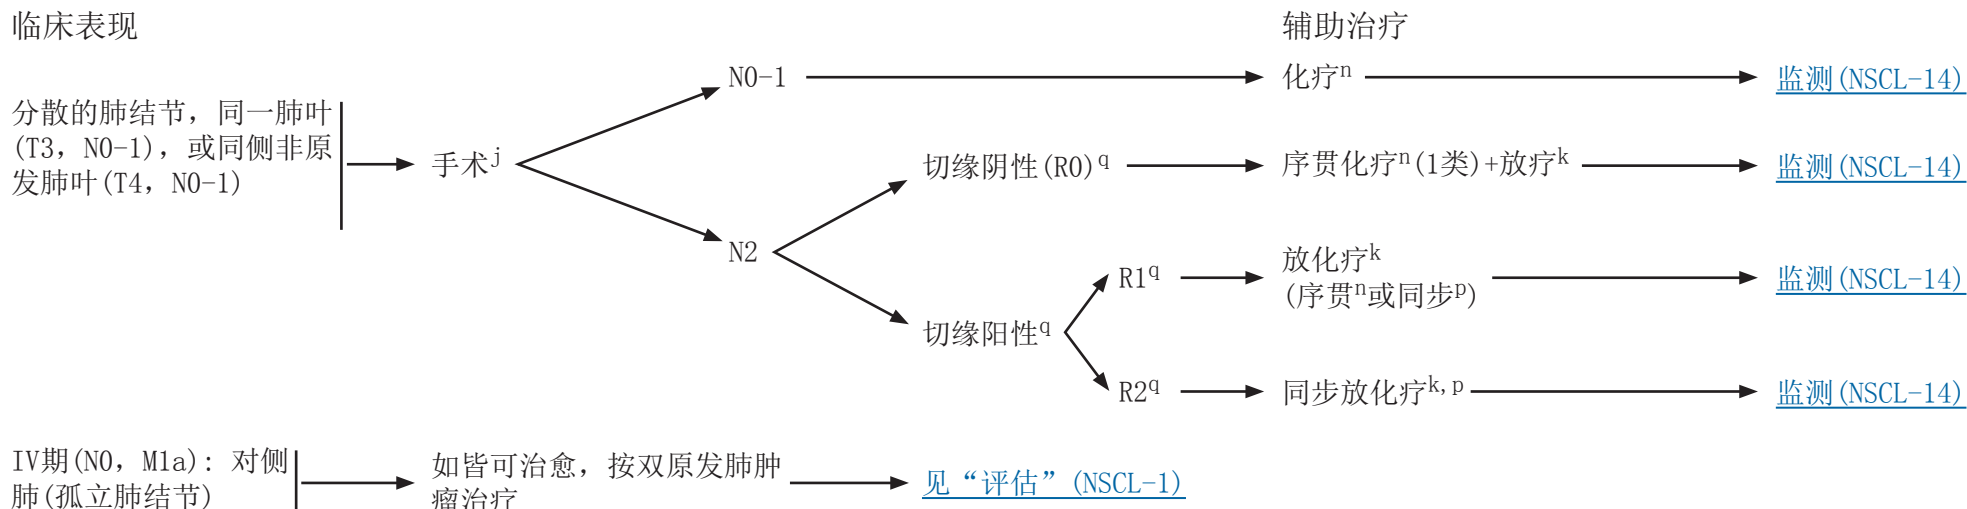 临床表现
辅助治疗
分散的肺结节，同一肺叶
(T3，N0-1)，或同侧非原
发肺叶(T4，N0-1)
手术j
N0-1
化疗n
监测(NSCL-14)
N2
切缘阴性(R0)q
序贯化疗n(1类)+放疗k
监测(NSCL-14)
切缘阳性q
R1q
放化疗k
(序贯n或同步p)
监测(NSCL-14)
R2q
同步放化疗k,p
监测(NSCL-14)
IV期(N0，M1a)：对侧
肺(孤立肺结节)
如皆可治愈，按双原发肺肿
瘤治疗
见“评估”(NSCL-1)